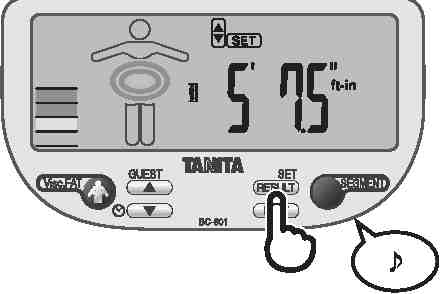 SET
5' 7.5" ft-in
TANITA
Visc.FAT
GUEST
SET
RESULT
SEGMENT
BC-601